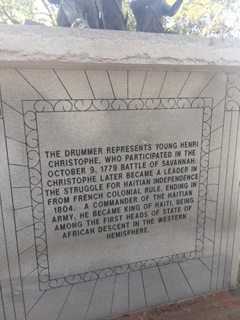 THE DRUMMER REPRESENTS YOUNG HENRI
CHRISTOPHE, WHO PARTICIPATED IN THE
OCTOBER 9, 1779 BATTLE OF SAVANNAH.
CHRISTOPHE LATER BECAME A LEADER IN
THE STRUGGLE FOR HAITIAN INDEPENDENCE
FROM FRENCH COLONIAL RULE, ENDING IN
1804. A COMMANDER OF THE HAITIAN
ARMY, HE BECAME KING OF HAITI, BEING
AMONG THE FIRST HEADS OF STATE OF
AFRICAN DESCENT IN THE WESTERN
HEMISPHERE.